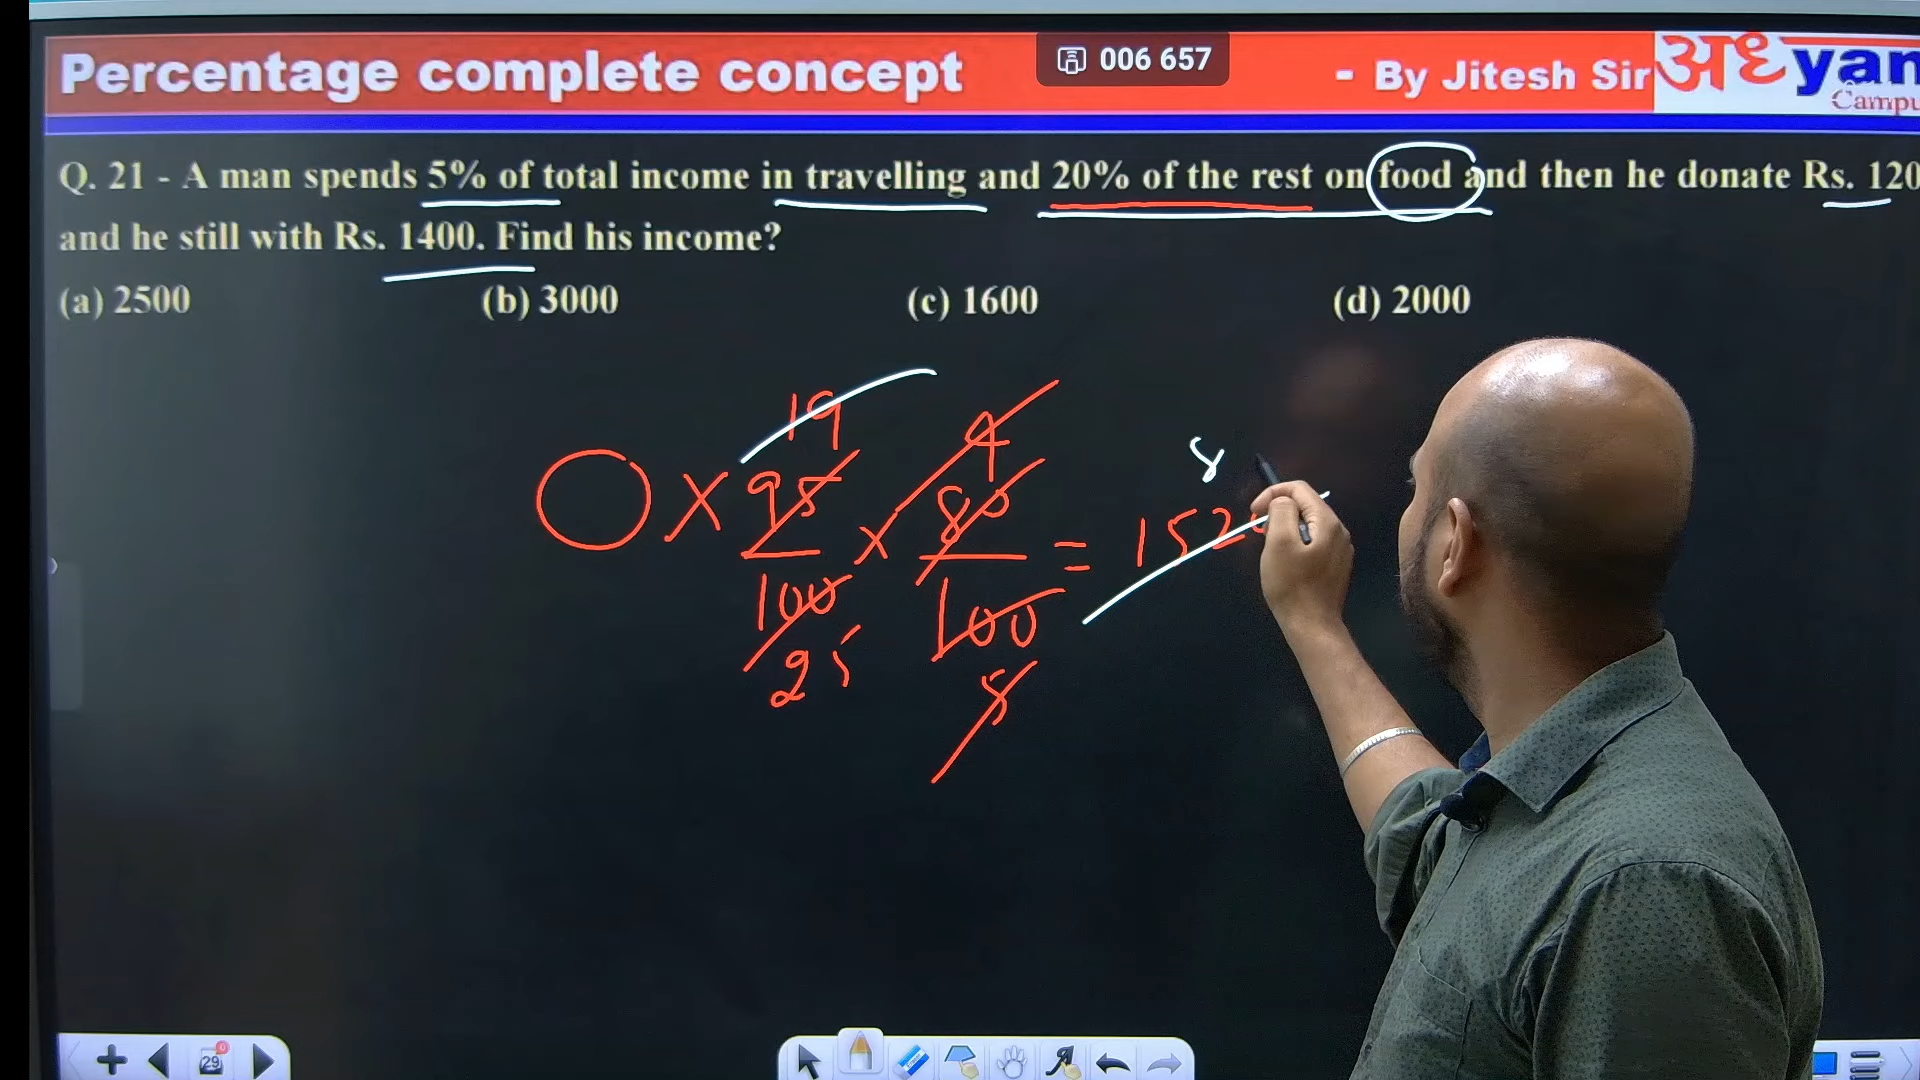 Percentage complete concept
006 657
- By Jitesh Sir
अध्yan
Campu
Q. 21 - A man spends 5% of total income in travelling and 20% of the rest on food and then he donate Rs. 120
and he still with Rs. 1400. Find his income?
(a) 2500 (b) 3000 (c) 1600 (d) 2000
19 4 8
× 95 × 80 = 152
100 100
25 5
29